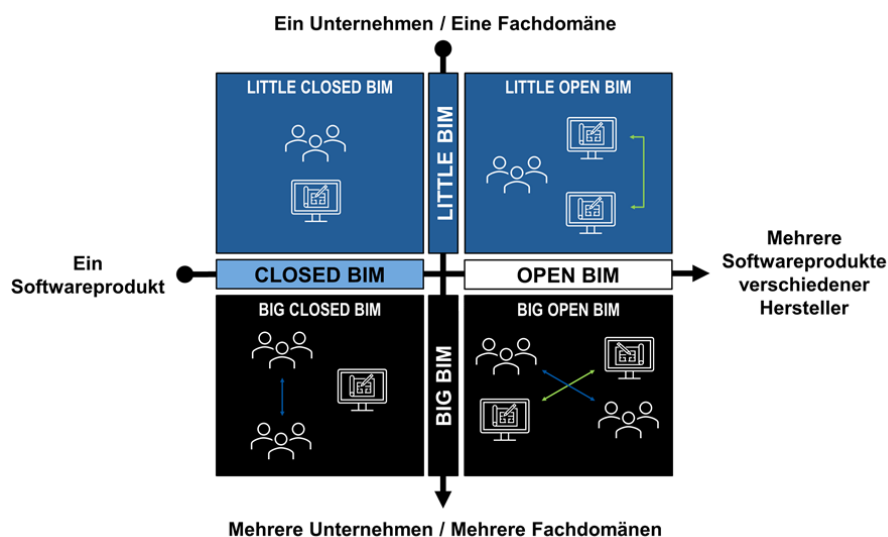 Ein Unternehmen / Eine Fachdomäne
LITTLE CLOSED BIM
LITTLE BIM
LITTLE OPEN BIM
Ein
Softwareprodukt
CLOSED BIM
OPEN BIM
Mehrere
Softwareprodukte
verschiedener
Hersteller
BIG CLOSED BIM
BIG BIM
BIG OPEN BIM
Mehrere Unternehmen / Mehrere Fachdomänen